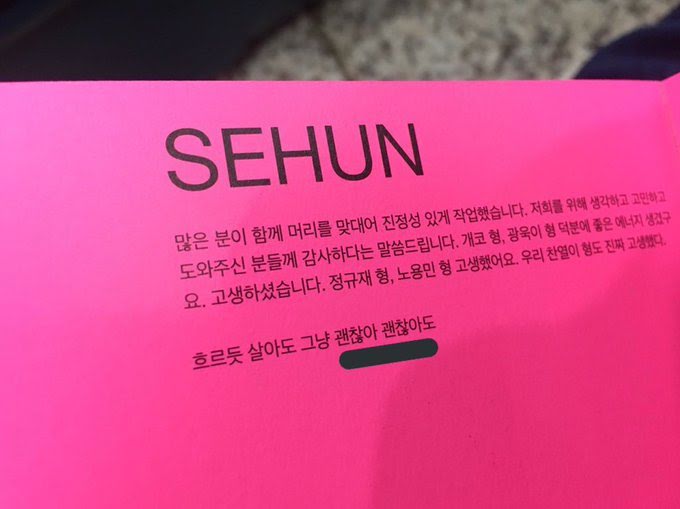 SEHUN
많은 분이 함께 머리를 맞대어 진정성 있게 작업했습니다. 저희를 위해 생각하고 고민하고
도와주신 분들께 감사하다는 말씀드립니다. 개코 형, 광욱이 형 덕분에 좋은 에너지 생겼구
요. 고생하셨습니다. 정규재 형, 노용민 형 고생했어요. 우리 찬열이 형도 진짜 고생했다.
흐르듯 살아도 그냥 괜찮아 괜찮아도